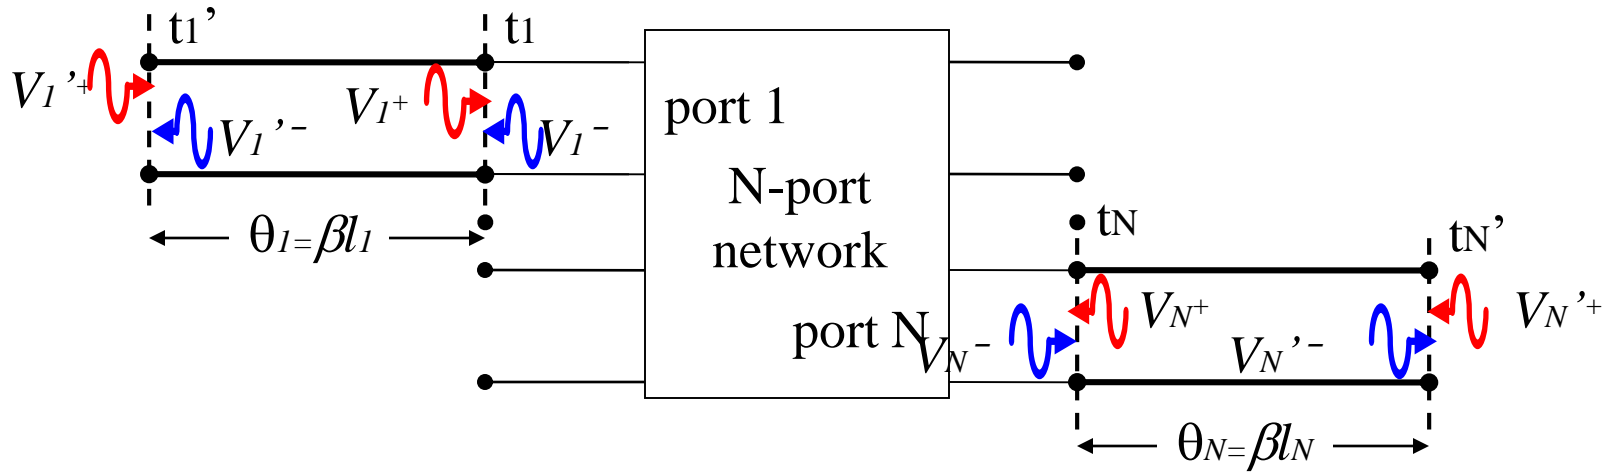 t1’ t1
V1’+ V1+ port 1
V1’- V1-
N-port
tN tN’
θ1=βl1 network
VN+ VN’+
port N
VN- VN’-
θN=βlN